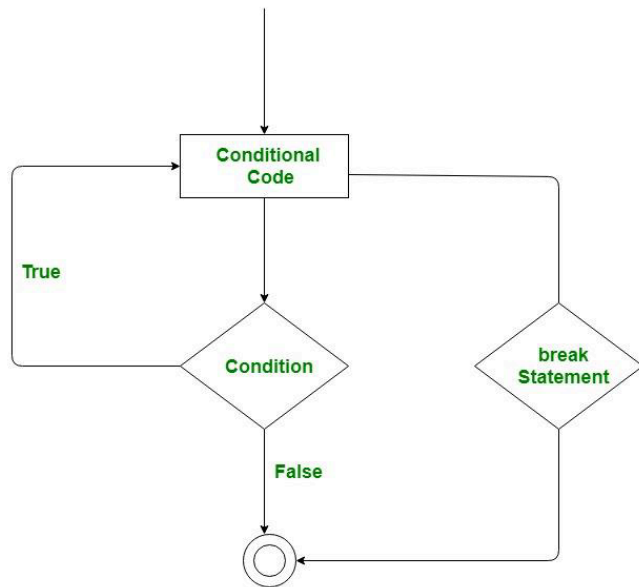 Conditional
Code
True
Condition
break
Statement
False